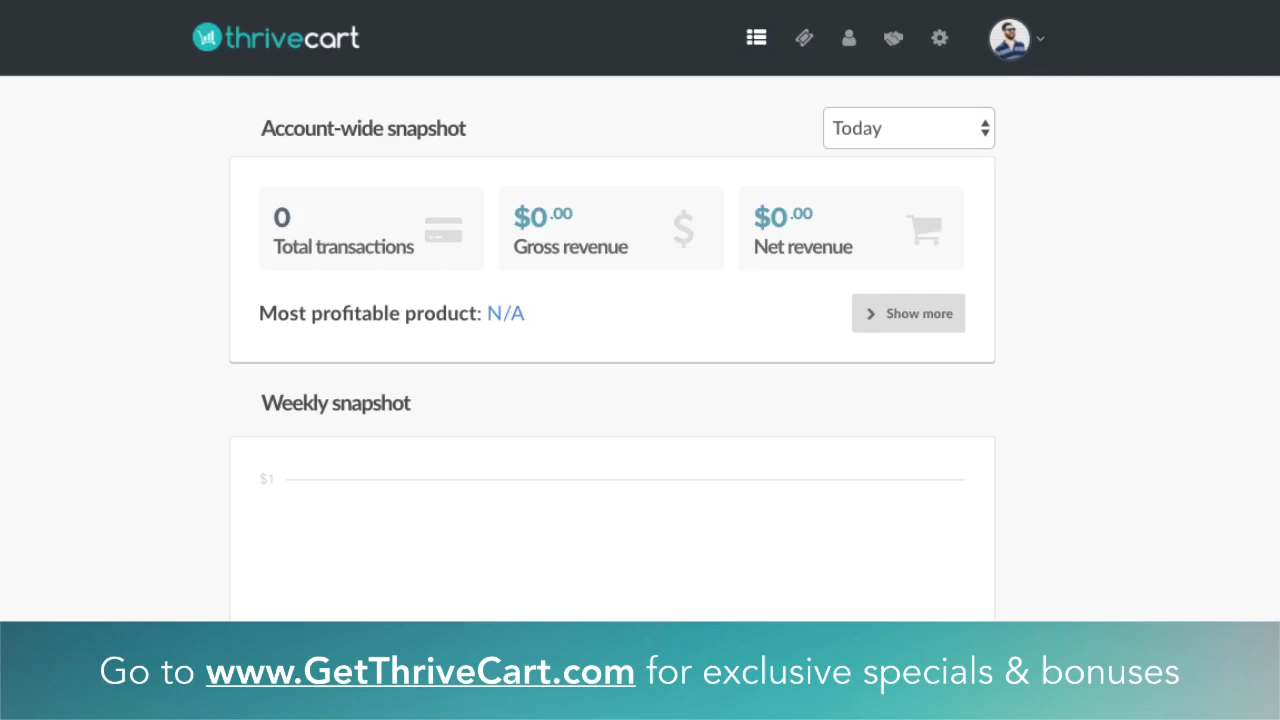 thrivecart
Account-wide snapshot
Today
0
Total transactions
$0.00
Gross revenue
$0.00
Net revenue
Most profitable product: N/A
Show more
Weekly snapshot
$1
Go to www.GetThriveCart.com for exclusive specials & bonuses